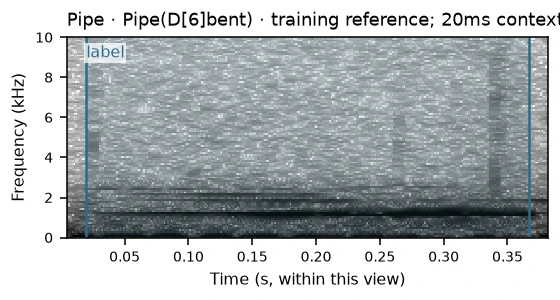 Pipe · Pipe(D[6]bent) · training reference; 20ms context
label
10
8
6
4
2
0
Frequency (kHz)
0.05 0.10 0.15 0.20 0.25 0.30 0.35
Time (s, within this view)